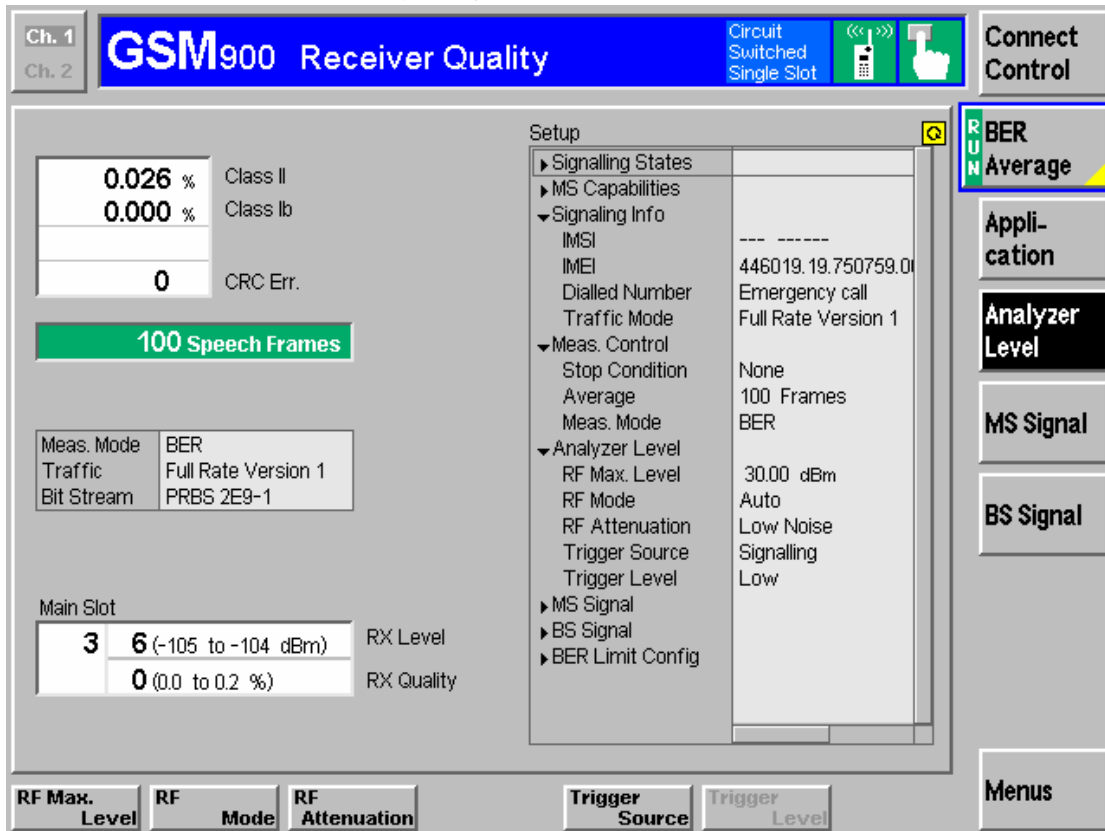 Ch. 1
Ch. 2
GSM900 Receiver Quality
Circuit
Switched
Single Slot
Connect
Control
0.026 % Class II
0.000 % Class Ib
0 CRC Err.
100 Speech Frames
Meas. Mode BER
Traffic Full Rate Version 1
Bit Stream PRBS 2E9-1
Main Slot
3 6 (-105 to -104 dBm) RX Level
0 (0.0 to 0.2 %) RX Quality
Setup
Signalling States
MS Capabilities
Signaling Info
IMSI --- ------
IMEI 446019.19.750759.0
Dialled Number Emergency call
Traffic Mode Full Rate Version 1
Meas. Control
Stop Condition None
Average 100 Frames
Meas. Mode BER
Analyzer Level
RF Max. Level 30.00 dBm
RF Mode Auto
RF Attenuation Low Noise
Trigger Source Signalling
Trigger Level Low
MS Signal
BS Signal
BER Limit Config
RUN
BER
Average
Appli-
cation
Analyzer
Level
MS Signal
BS Signal
Menus
RF Max.
Level
RF
Mode
RF
Attenuation
Trigger
Source
Trigger
Level